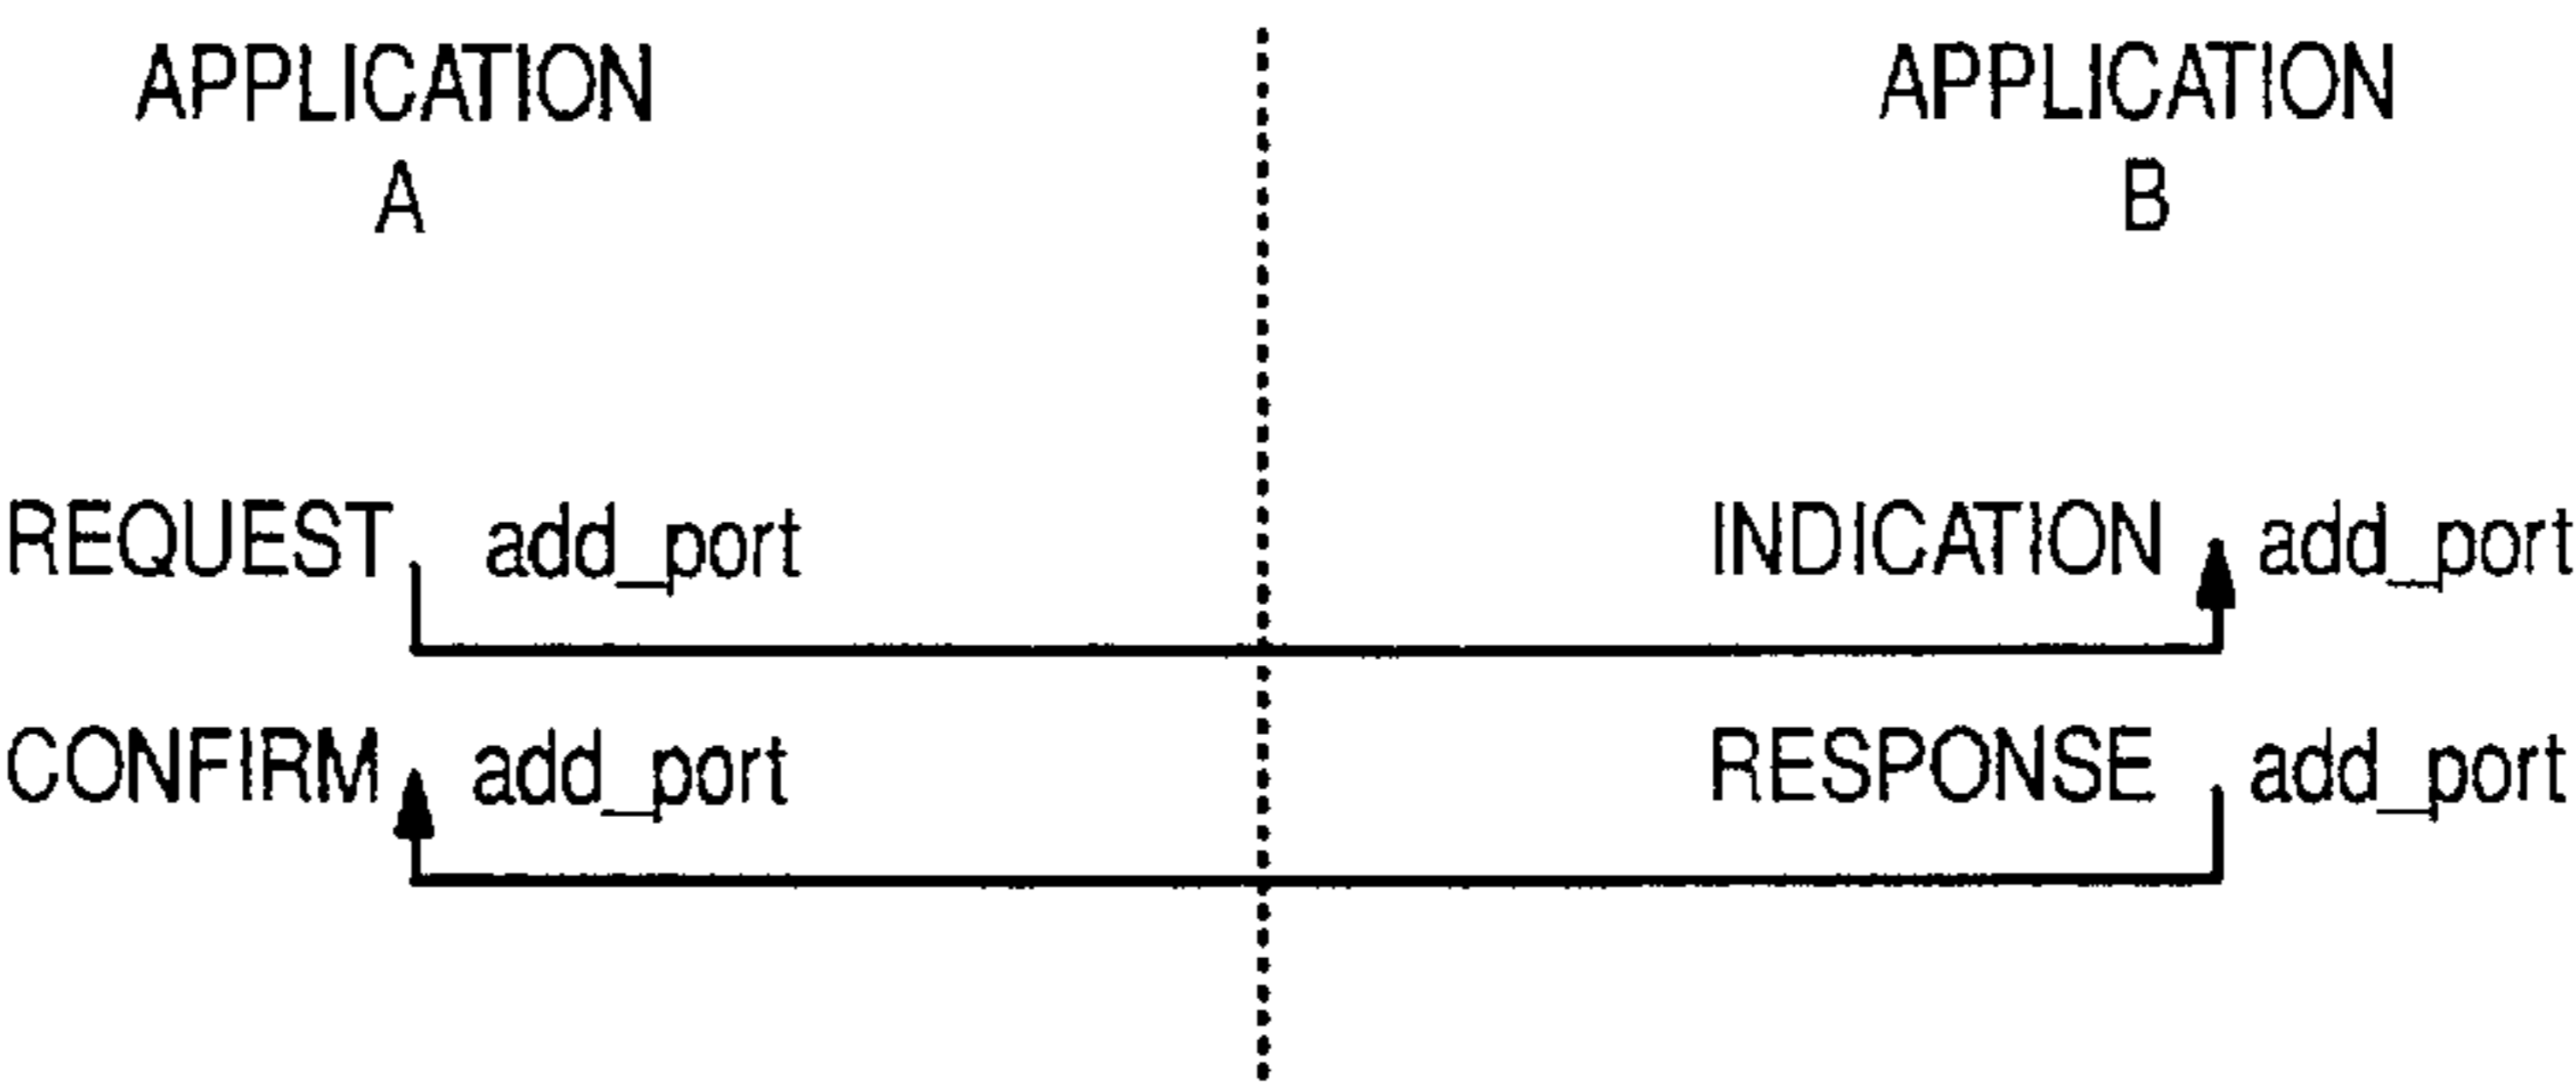 APPLICATION
A
APPLICATION
B
REQUEST add_port
INDICATION add_port
CONFIRM add_port
RESPONSE add_port